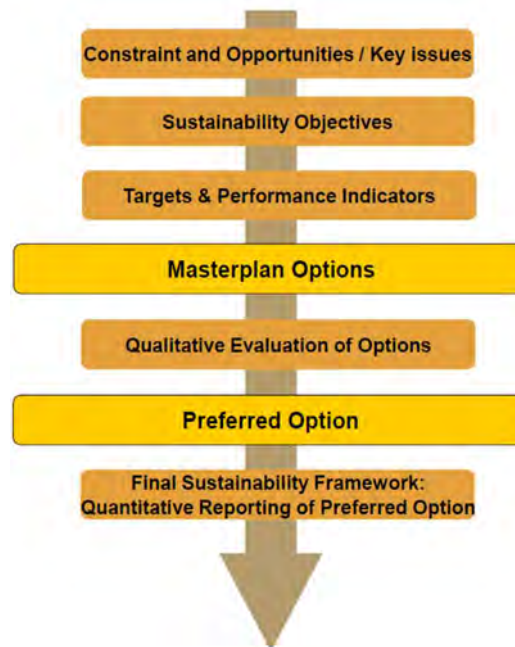 Constraint and Opportunities / Key issues
Sustainability Objectives
Targets & Performance Indicators
Masterplan Options
Qualitative Evaluation of Options
Preferred Option
Final Sustainability Framework:
Quantitative Reporting of Preferred Option